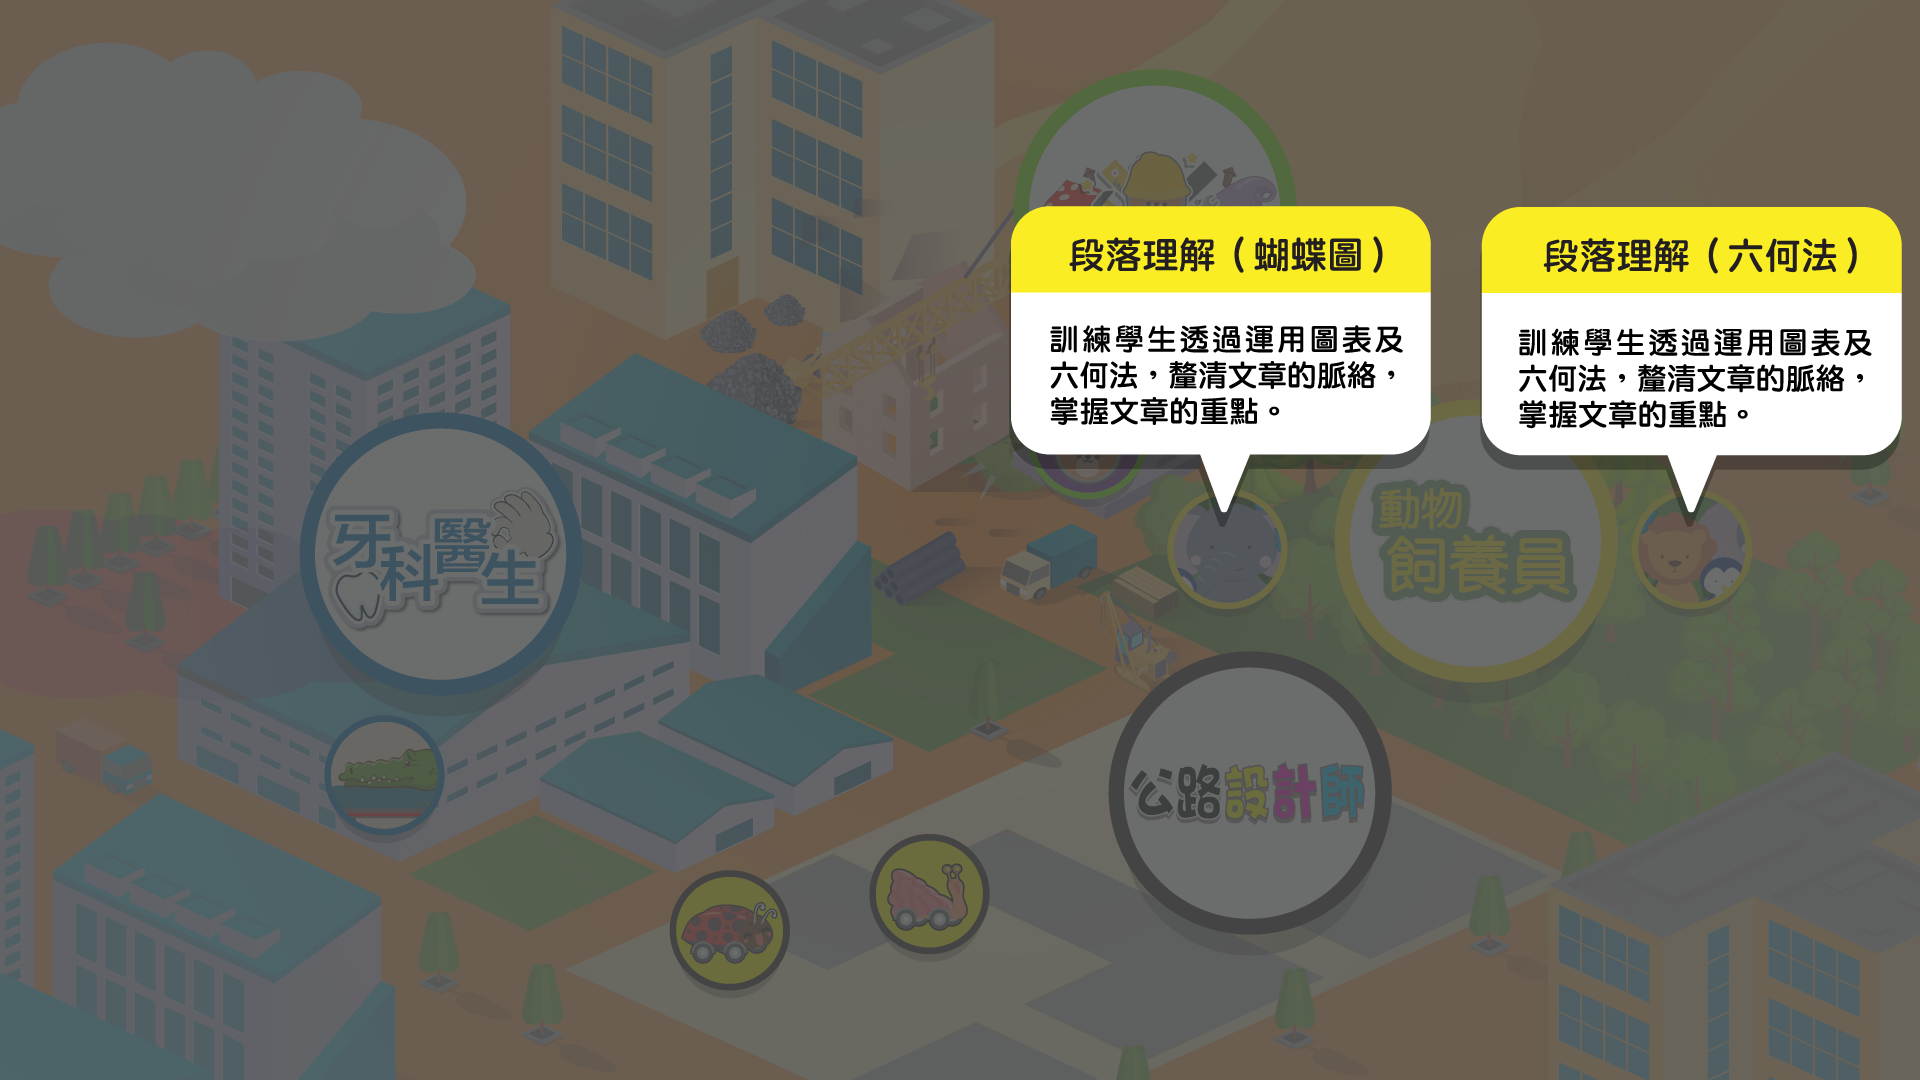 段落理解（蝴蝶圖）
訓練學生透過運用圖表及
六何法，釐清文章的脈絡，
掌握文章的重點。
段落理解（六何法）
訓練學生透過運用圖表及
六何法，釐清文章的脈絡，
掌握文章的重點。
動物
飼養員
牙科醫生
公路設計師